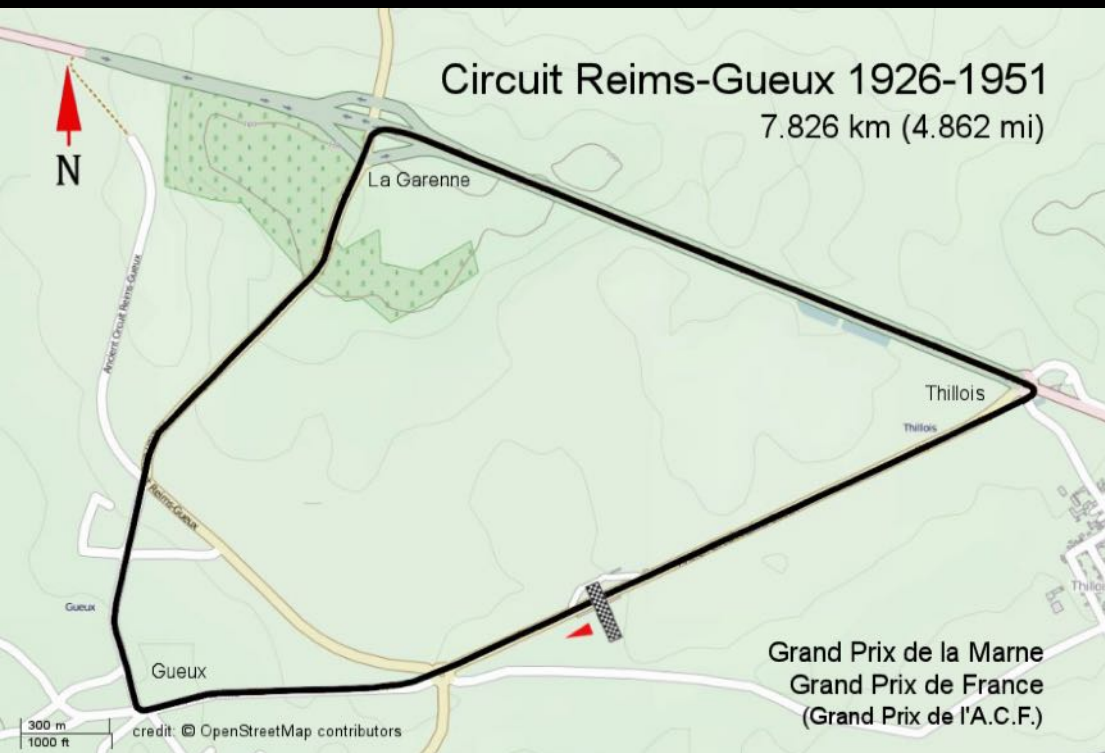 Circuit Reims-Gueux 1926-1951
7.826 km (4.862 mi)
N
La Garenne
Ancient Circuit Reims-Gueux
Thillois
Thillois
Reims-Gueux
Gueux
Gueux
Grand Prix de la Marne
Grand Prix de France
(Grand Prix de l'A.C.F.)
300 m
1000 ft
credit: © OpenStreetMap contributors